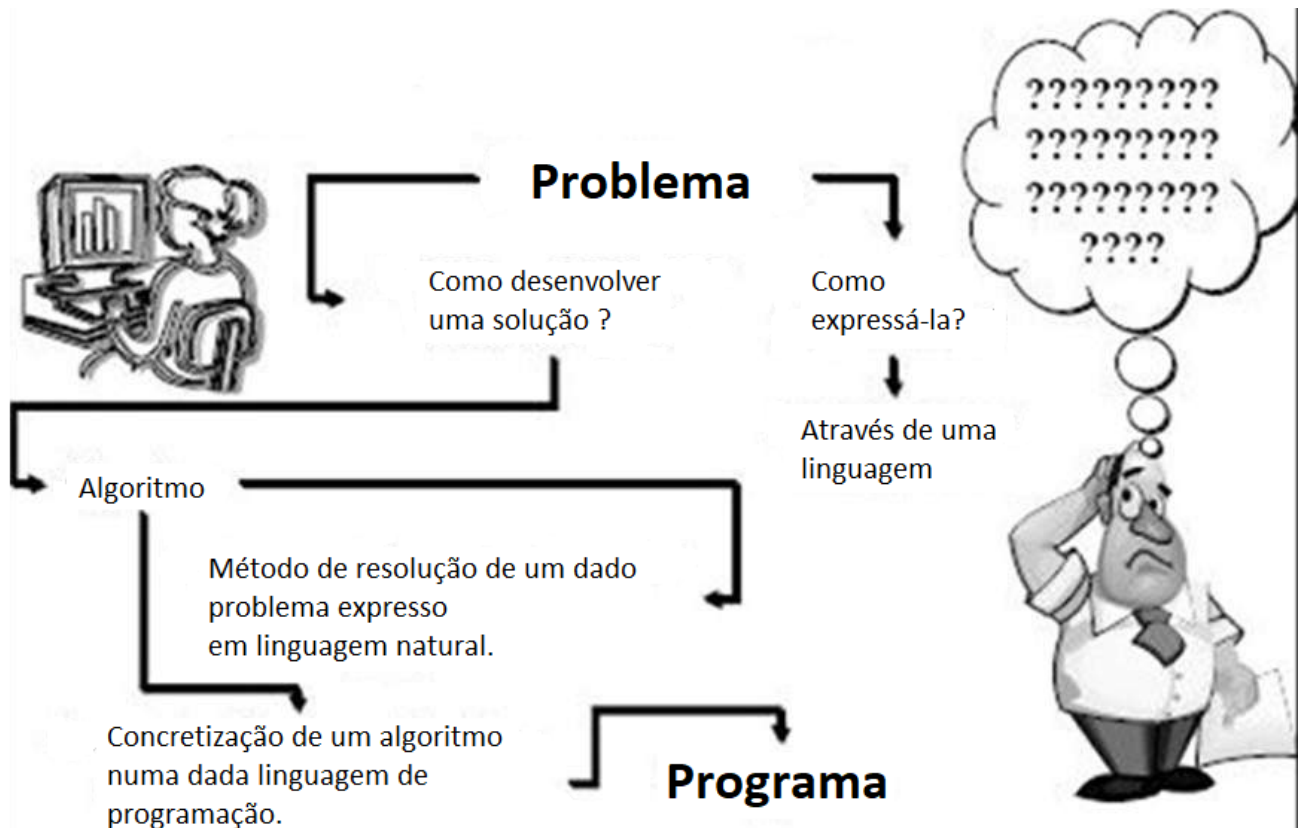 ?????????
?????????
?????????
????
Problema
Como desenvolver
uma solução ?
Como
expressá-la?
Através de uma
linguagem
Algoritmo
Método de resolução de um dado
problema expresso
em linguagem natural.
Concretização de um algoritmo
numa dada linguagem de
programação.
Programa